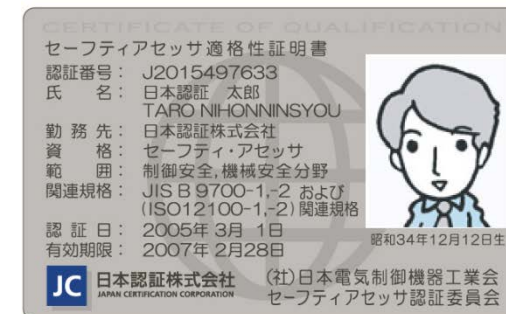 CERTIFICATE OF QUALIFICATION
セーフティアセッサ適格性証明書
認証番号： J2015497633
氏　　名： 日本認証　太郎
TARO NIHONNINSYOU
勤 務 先： 日本認証株式会社
資　　格： セーフティ・アセッサ
範　　囲： 制御安全,機械安全分野
関連規格： JIS B 9700-1,-2 および
(ISO12100-1,-2)関連規格
認 証 日： 2005年 3月 1日
有効期限： 2007年 2月28日
昭和34年12月12日生
JC 日本認証株式会社
JAPAN CERTIFICATION CORPORATION
(社)日本電気制御機器工業会
セーフティアセッサ認証委員会